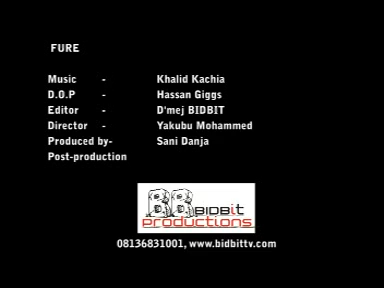 FURE
Music - Khalid Kachia
D.O.P - Hassan Giggs
Editor - D'mej BIDBIT
Director - Yakubu Mohammed
Produced by- Sani Danja
Post-production
BB BIDBiT
productions
08136831001, www.bidbittv.com